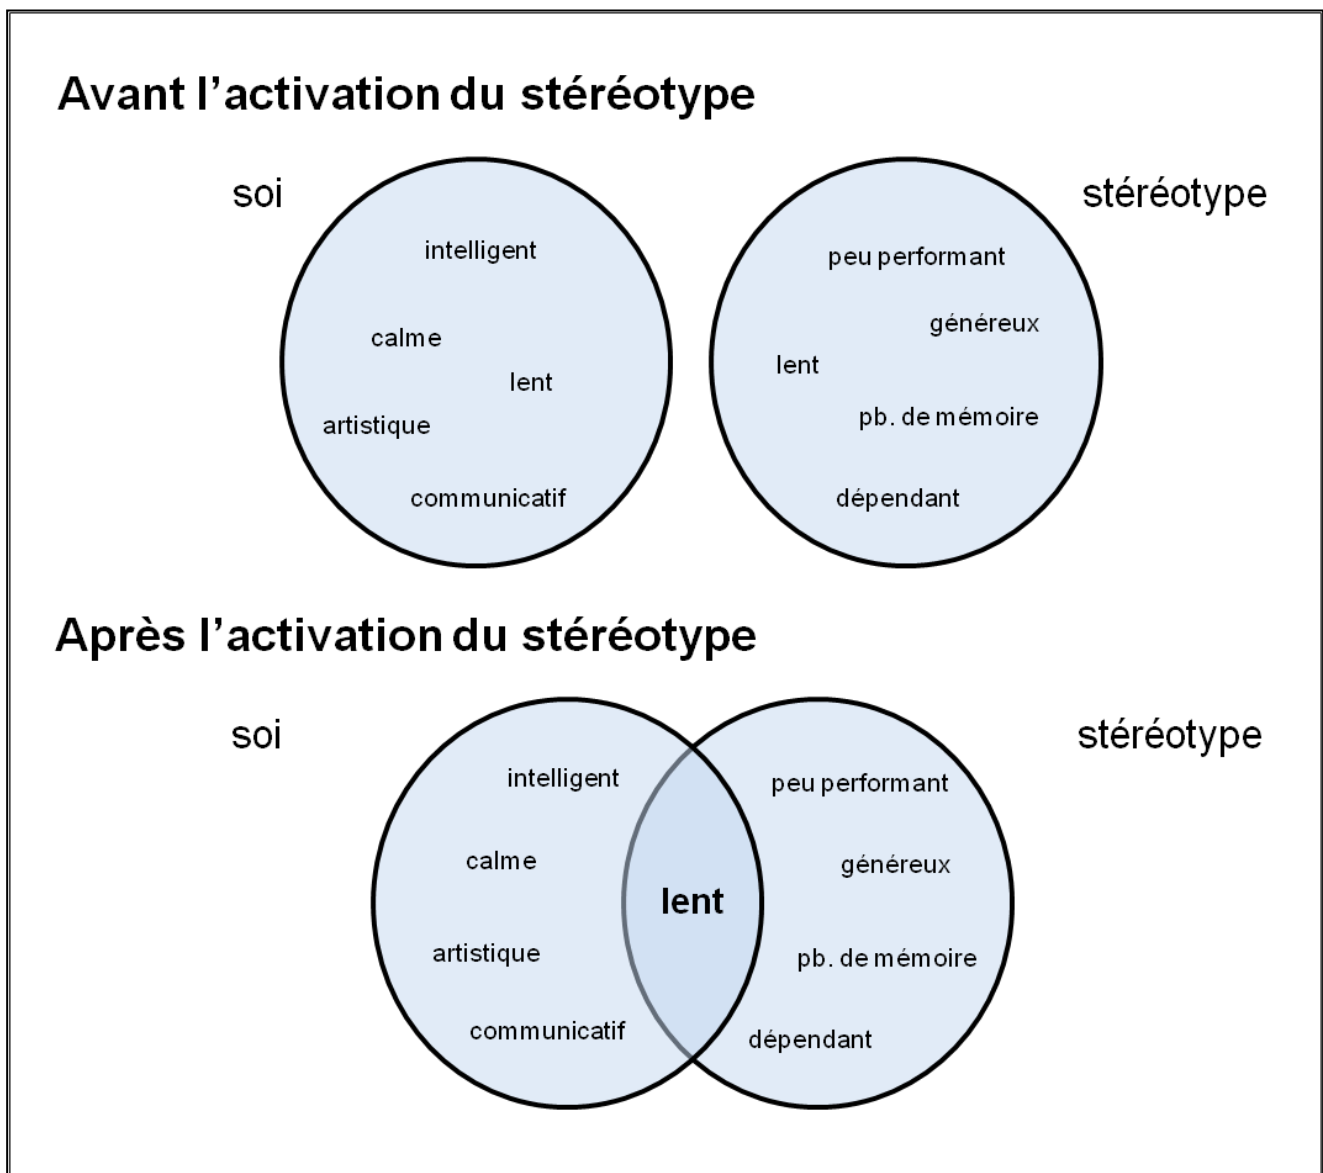 Avant l’activation du stéréotype
soi
stéréotype
intelligent
calme
lent
artistique
communicatif
peu performant
généreux
lent
pb. de mémoire
dépendant
Après l’activation du stéréotype
soi
stéréotype
intelligent
calme
artistique
communicatif
lent
peu performant
généreux
pb. de mémoire
dépendant